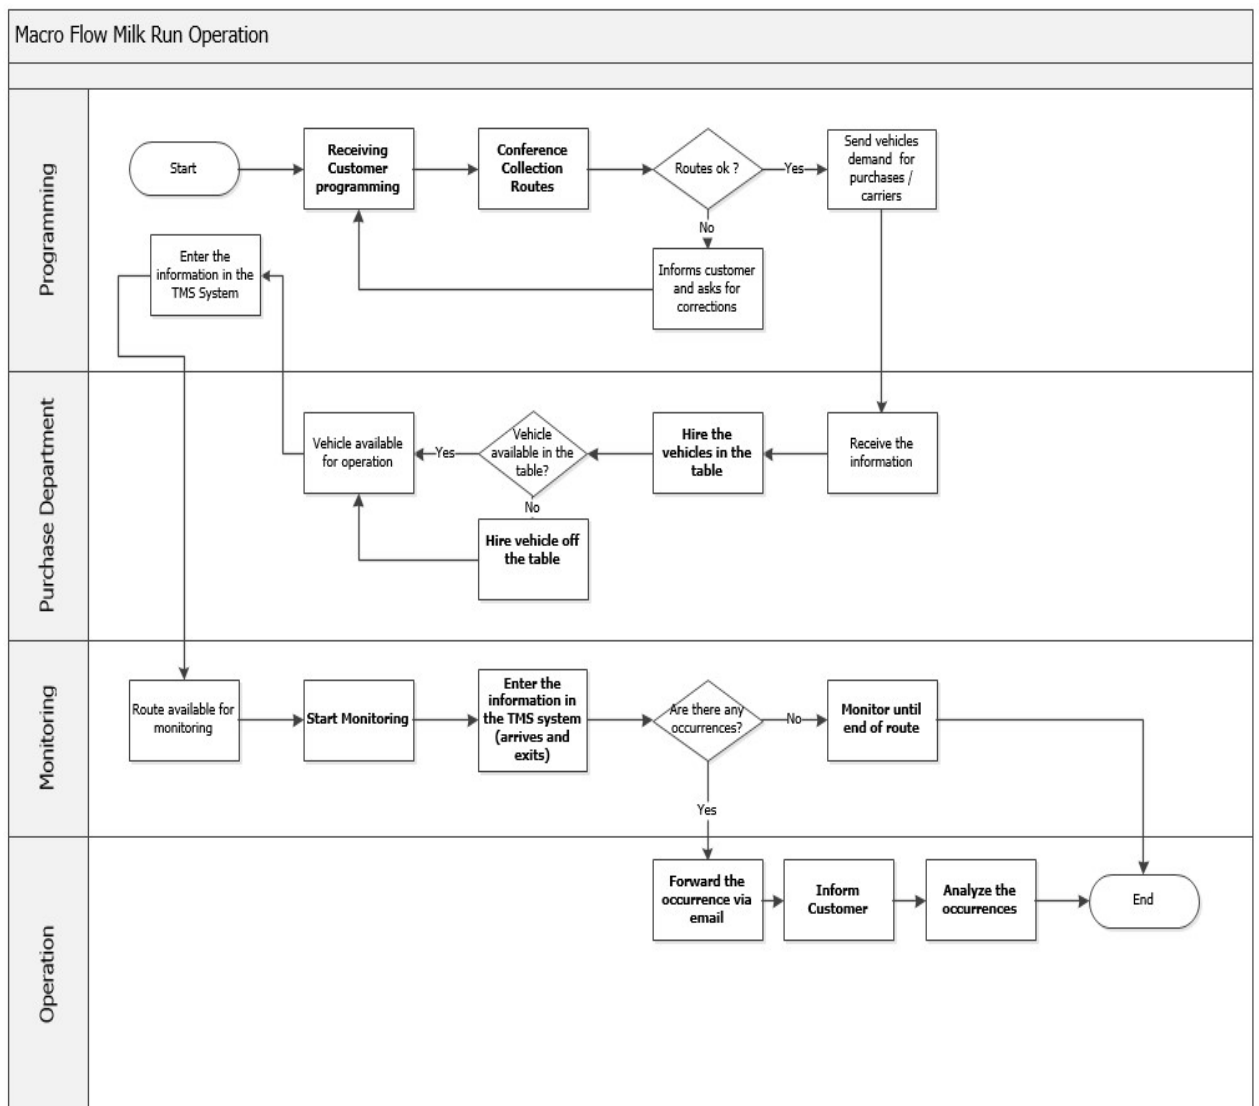 Macro Flow Milk Run Operation
Programming
Start
Receiving
Customer
programming
Conference
Collection
Routes
Routes ok ?
Yes
Send vehicles
demand for
purchases /
carriers
No
Informs customer
and asks for
corrections
Enter the
information in the
TMS System
Purchase Department
Vehicle available
for operation
Yes
Vehicle
available in the
table?
No
Hire vehicle off
the table
Hire the
vehicles in the
table
Receive the
information
Monitoring
Route available for
monitoring
Start Monitoring
Enter the
information in
the TMS system
(arrives and
exits)
Are there any
occurrences?
No
Monitor until
end of route
Yes
Operation
Forward the
occurrence via
email
Inform
Customer
Analyze the
occurrences
End